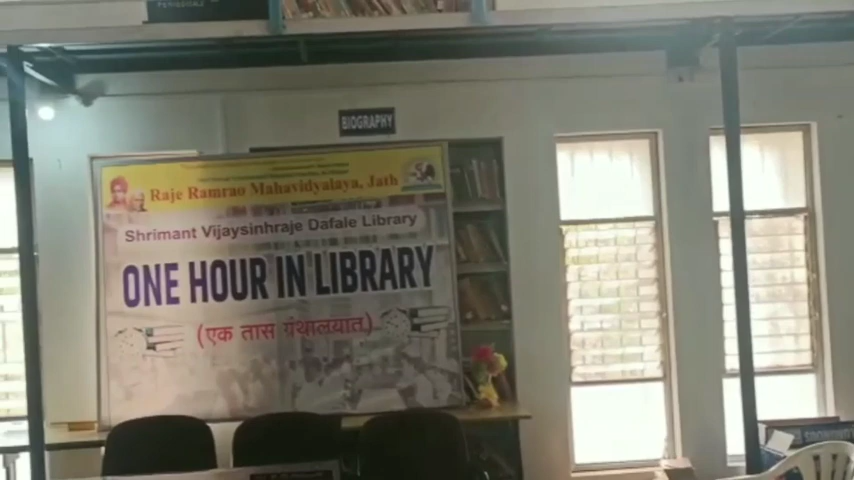 BIOGRAPHY
Raje Ramrao Mahavidyalaya, Jath
Shrimant Vijaysinhraje Dafale Library
ONE HOUR IN LIBRARY
(एक तास ग्रंथालयात)